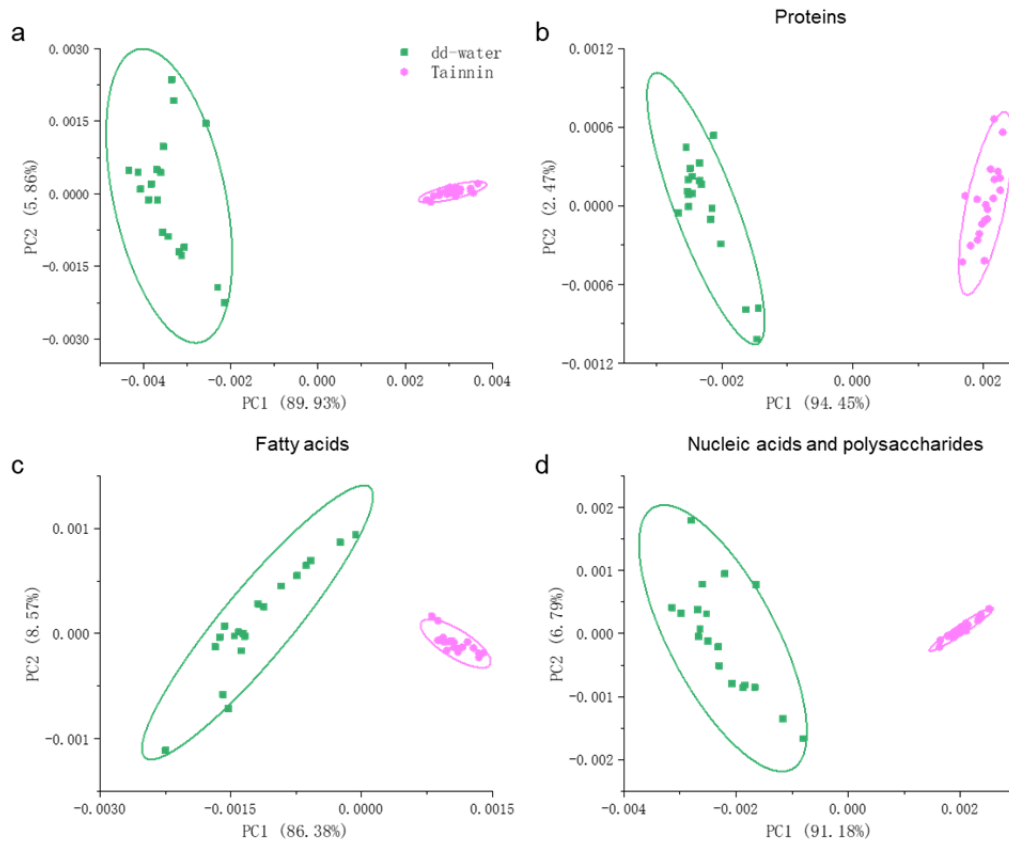 a
dd-water
Tainnin
0.0030
0.0015
0.0000
-0.0015
-0.0030
PC2 (5.86%)
-0.004
-0.002
0.000
0.002
0.004
PC1 (89.93%)
b
Proteins
0.0012
0.0006
0.0000
-0.0006
-0.0012
PC2 (2.47%)
-0.002
0.000
0.002
PC1 (94.45%)
c
Fatty acids
0.001
0.000
-0.001
PC2 (8.57%)
-0.0030
-0.0015
0.0000
0.0015
PC1 (86.38%)
d
Nucleic acids and polysaccharides
0.002
0.001
0.000
-0.001
-0.002
PC2 (6.79%)
-0.004
-0.002
0.000
0.002
PC1 (91.18%)